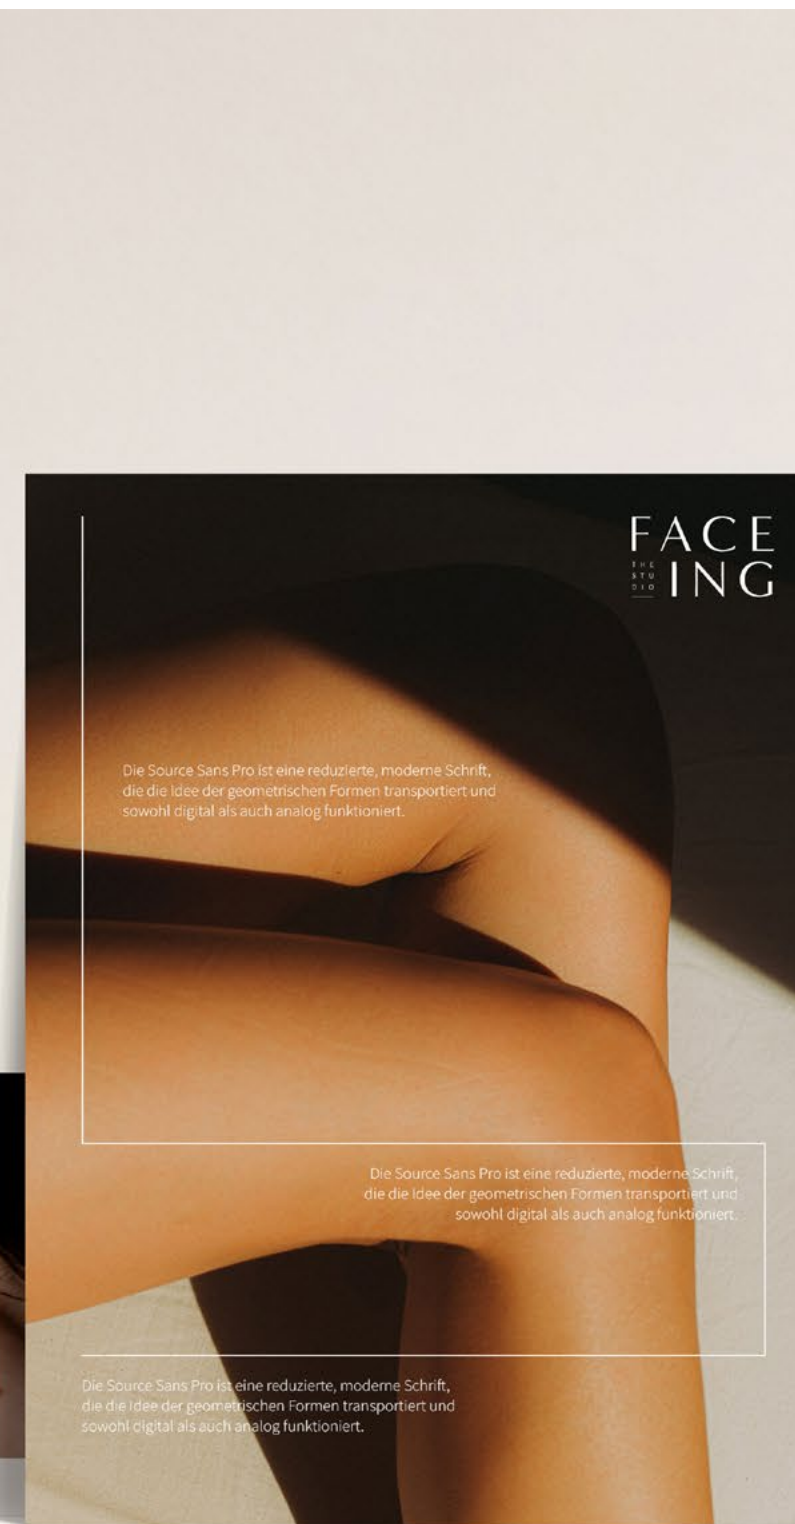 FACE
THE
STU
DIO
ING
Die Source Sans Pro ist eine reduzierte, moderne Schrift,
die die Idee der geometrischen Formen transportiert und
sowohl digital als auch analog funktioniert.
Die Source Sans Pro ist eine reduzierte, moderne Schrift,
die die Idee der geometrischen Formen transportiert und
sowohl digital als auch analog funktioniert.
Die Source Sans Pro ist eine reduzierte, moderne Schrift,
die die Idee der geometrischen Formen transportiert und
sowohl digital als auch analog funktioniert.